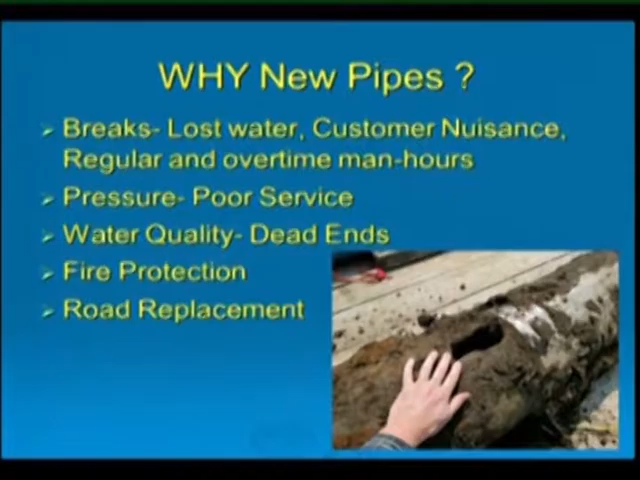 WHY New Pipes ?
Breaks- Lost water, Customer Nuisance,
Regular and overtime man-hours
Pressure- Poor Service
Water Quality- Dead Ends
Fire Protection
Road Replacement